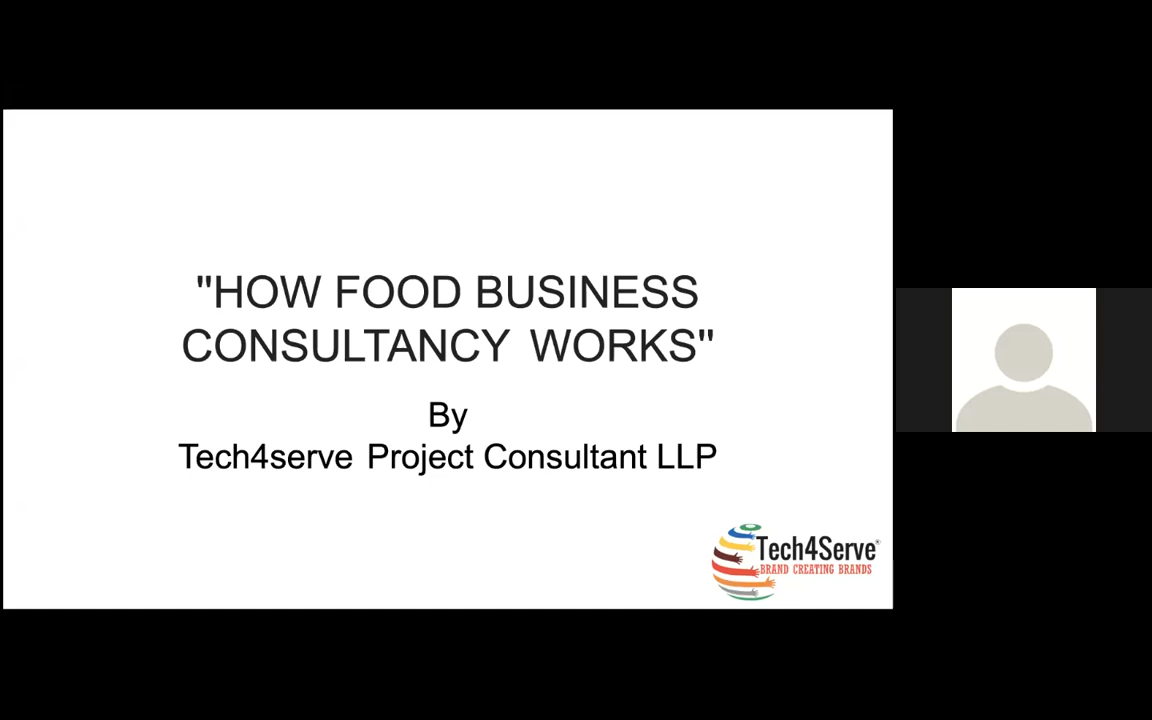 "HOW FOOD BUSINESS
CONSULTANCY WORKS"
By
Tech4serve Project Consultant LLP
Tech4Serve®
BRAND CREATING BRANDS